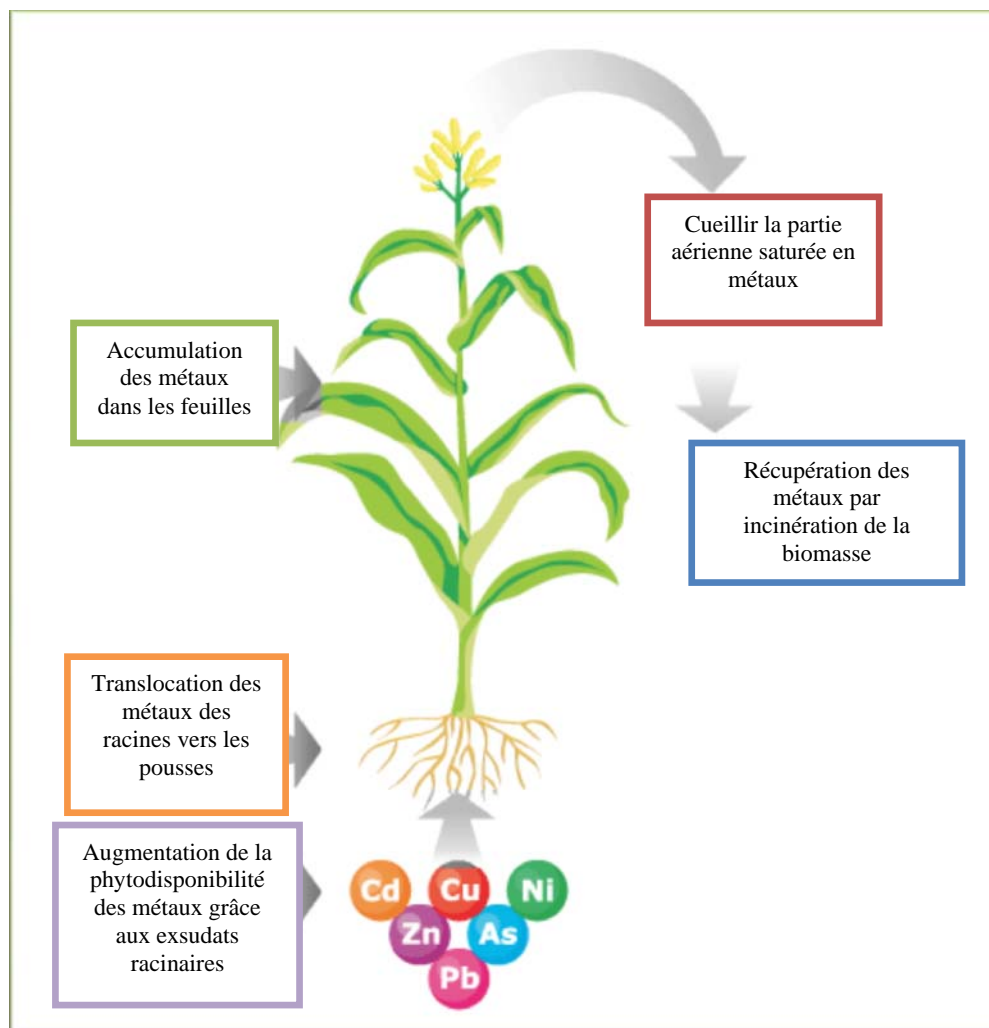 Cueillir la partie
aérienne saturée en
métaux
Accumulation
des métaux
dans les feuilles
Récupération des
métaux par
incinération de la
biomasse
Translocation des
métaux des
racines vers les
pousses
Augmentation de la
phytodisponibilité
des métaux grâce
aux exsudats
racinaires
Cd Cu Ni
Zn As
Pb